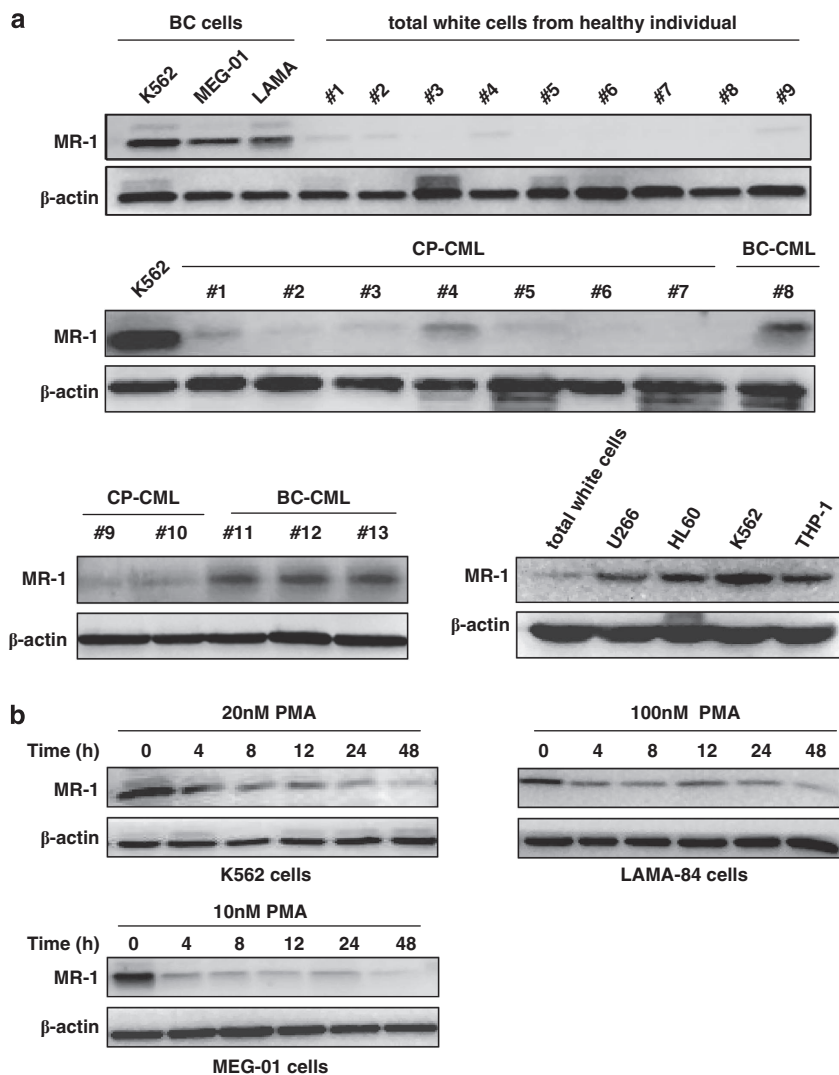 a
BC cells
total white cells from healthy individual
K562 MEG-01 LAMA #1 #2 #3 #4 #5 #6 #7 #8 #9
MR-1
β-actin
CP-CML BC-CML
K562 #1 #2 #3 #4 #5 #6 #7 #8
MR-1
β-actin
CP-CML BC-CML
#9 #10 #11 #12 #13
MR-1
β-actin
total white cells U266 HL60 K562 THP-1
MR-1
β-actin
b
20nM PMA
Time (h) 0 4 8 12 24 48
MR-1
β-actin
K562 cells
100nM PMA
0 4 8 12 24 48
LAMA-84 cells
10nM PMA
Time (h) 0 4 8 12 24 48
MR-1
β-actin
MEG-01 cells